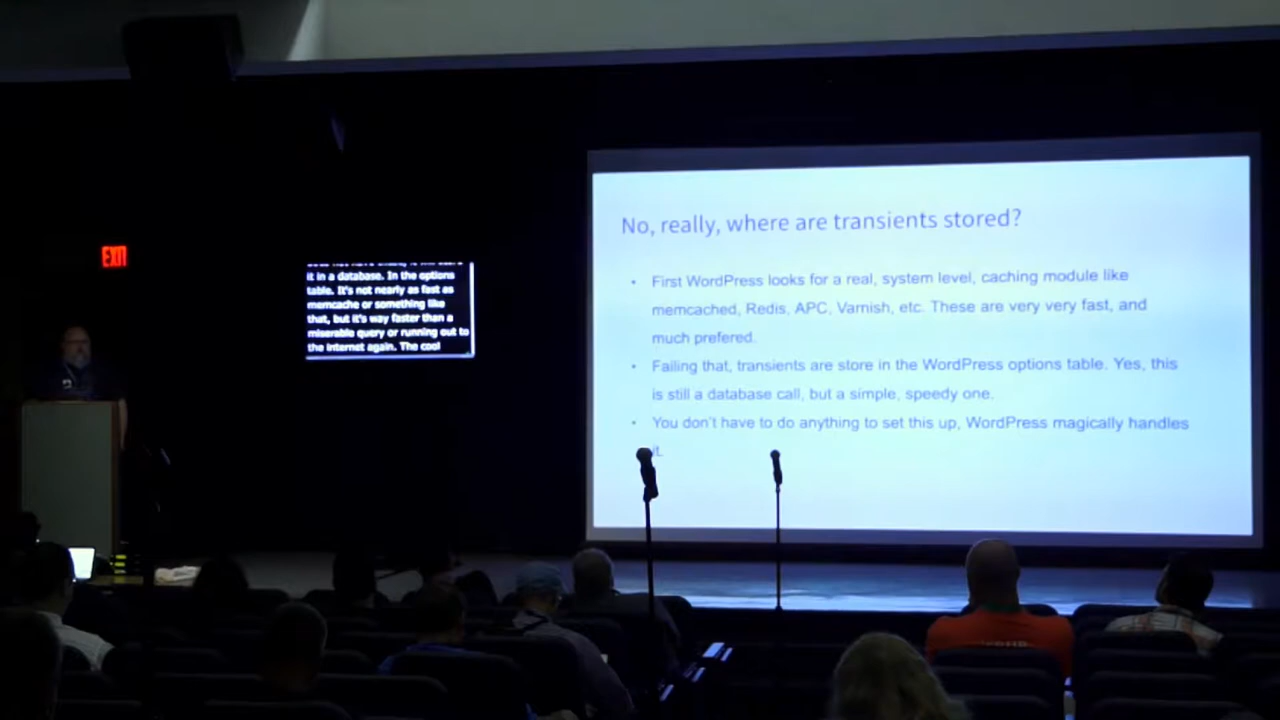 EXIT
it in a database. In the options
table. It's not nearly as fast as
memcache or something like
that, but it's way faster than a
miserable query or running out to
the internet again. The cool
No, really, where are transients stored?
• First WordPress looks for a real, system level, caching module like
memcached, Redis, APC, Varnish, etc. These are very very fast, and
much prefered.
• Failing that, transients are store in the WordPress options table. Yes, this
is still a database call, but a simple, speedy one.
• You don't have to do anything to set this up, WordPress magically handles
it.